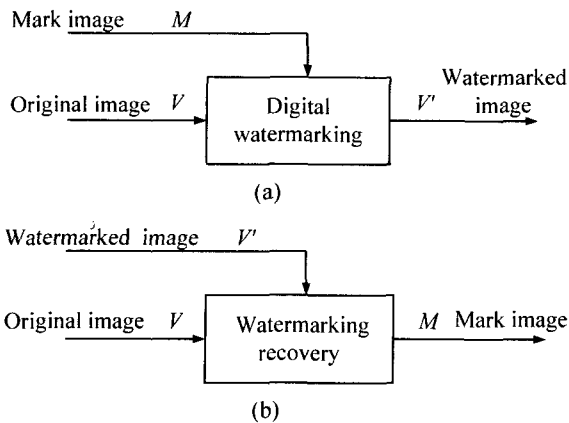 Mark image M
Original image V
Digital
watermarking
V' Watermarked
image
(a)
Watermarked image V'
Original image V
Watermarking
recovery
M Mark image
(b)